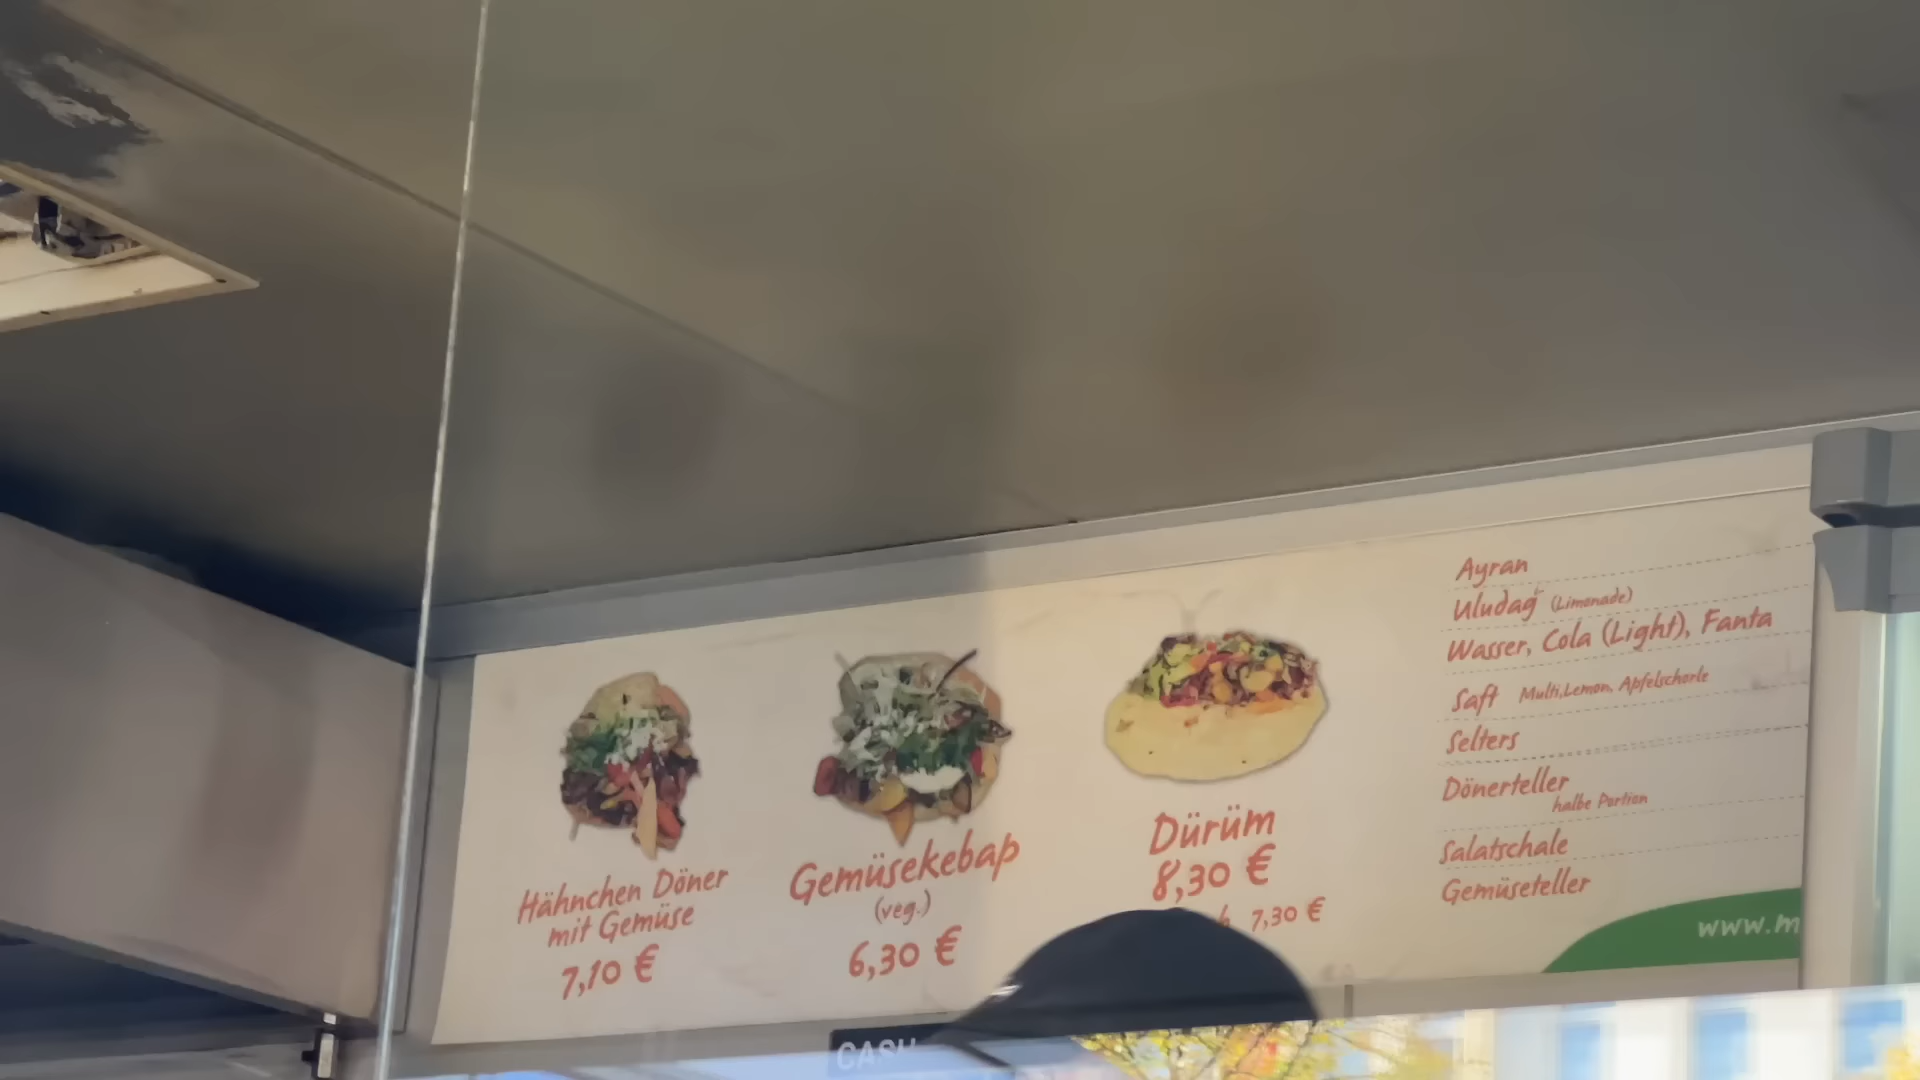 Hähnchen Döner
mit Gemüse
7,10 €
Gemüsekebap
(veg.)
6,30 €
Dürüm
8,30 €
7,30 €
Ayran
Uludağ (Limonade)
Wasser, Cola (Light), Fanta
Saft Multi, Lemon, Apfelschorle
Selters
Dönerteller
halbe Portion
Salatschale
Gemüseteller
www.m
CASH